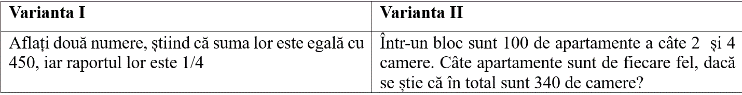 Varianta I
Varianta II
Aflați două numere, știind că suma lor este egală cu
450, iar raportul lor este 1/4
Într-un bloc sunt 100 de apartamente a câte 2 și 4
camere. Câte apartamente sunt de fiecare fel, dacă
se știe că în total sunt 340 de camere?